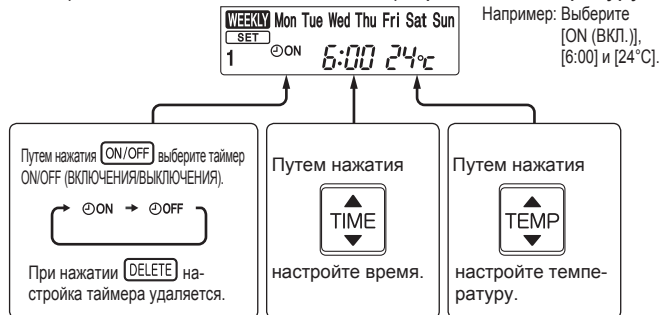 WEEKLY Mon Tue Wed Thu Fri Sat Sun
SET
1 ON 6:00 24°C
Например: Выберите
[ON (ВКЛ.)],
[6:00] и [24°C].
Путем нажатия ON/OFF выберите таймер
ON/OFF (ВКЛЮЧЕНИЯ/ВЫКЛЮЧЕНИЯ).
ON → OFF
При нажатии DELETE на-
стройка таймера удаляется.
Путем нажатия
TIME
настройте время.
Путем нажатия
TEMP
настройте темпе-
ратуру.